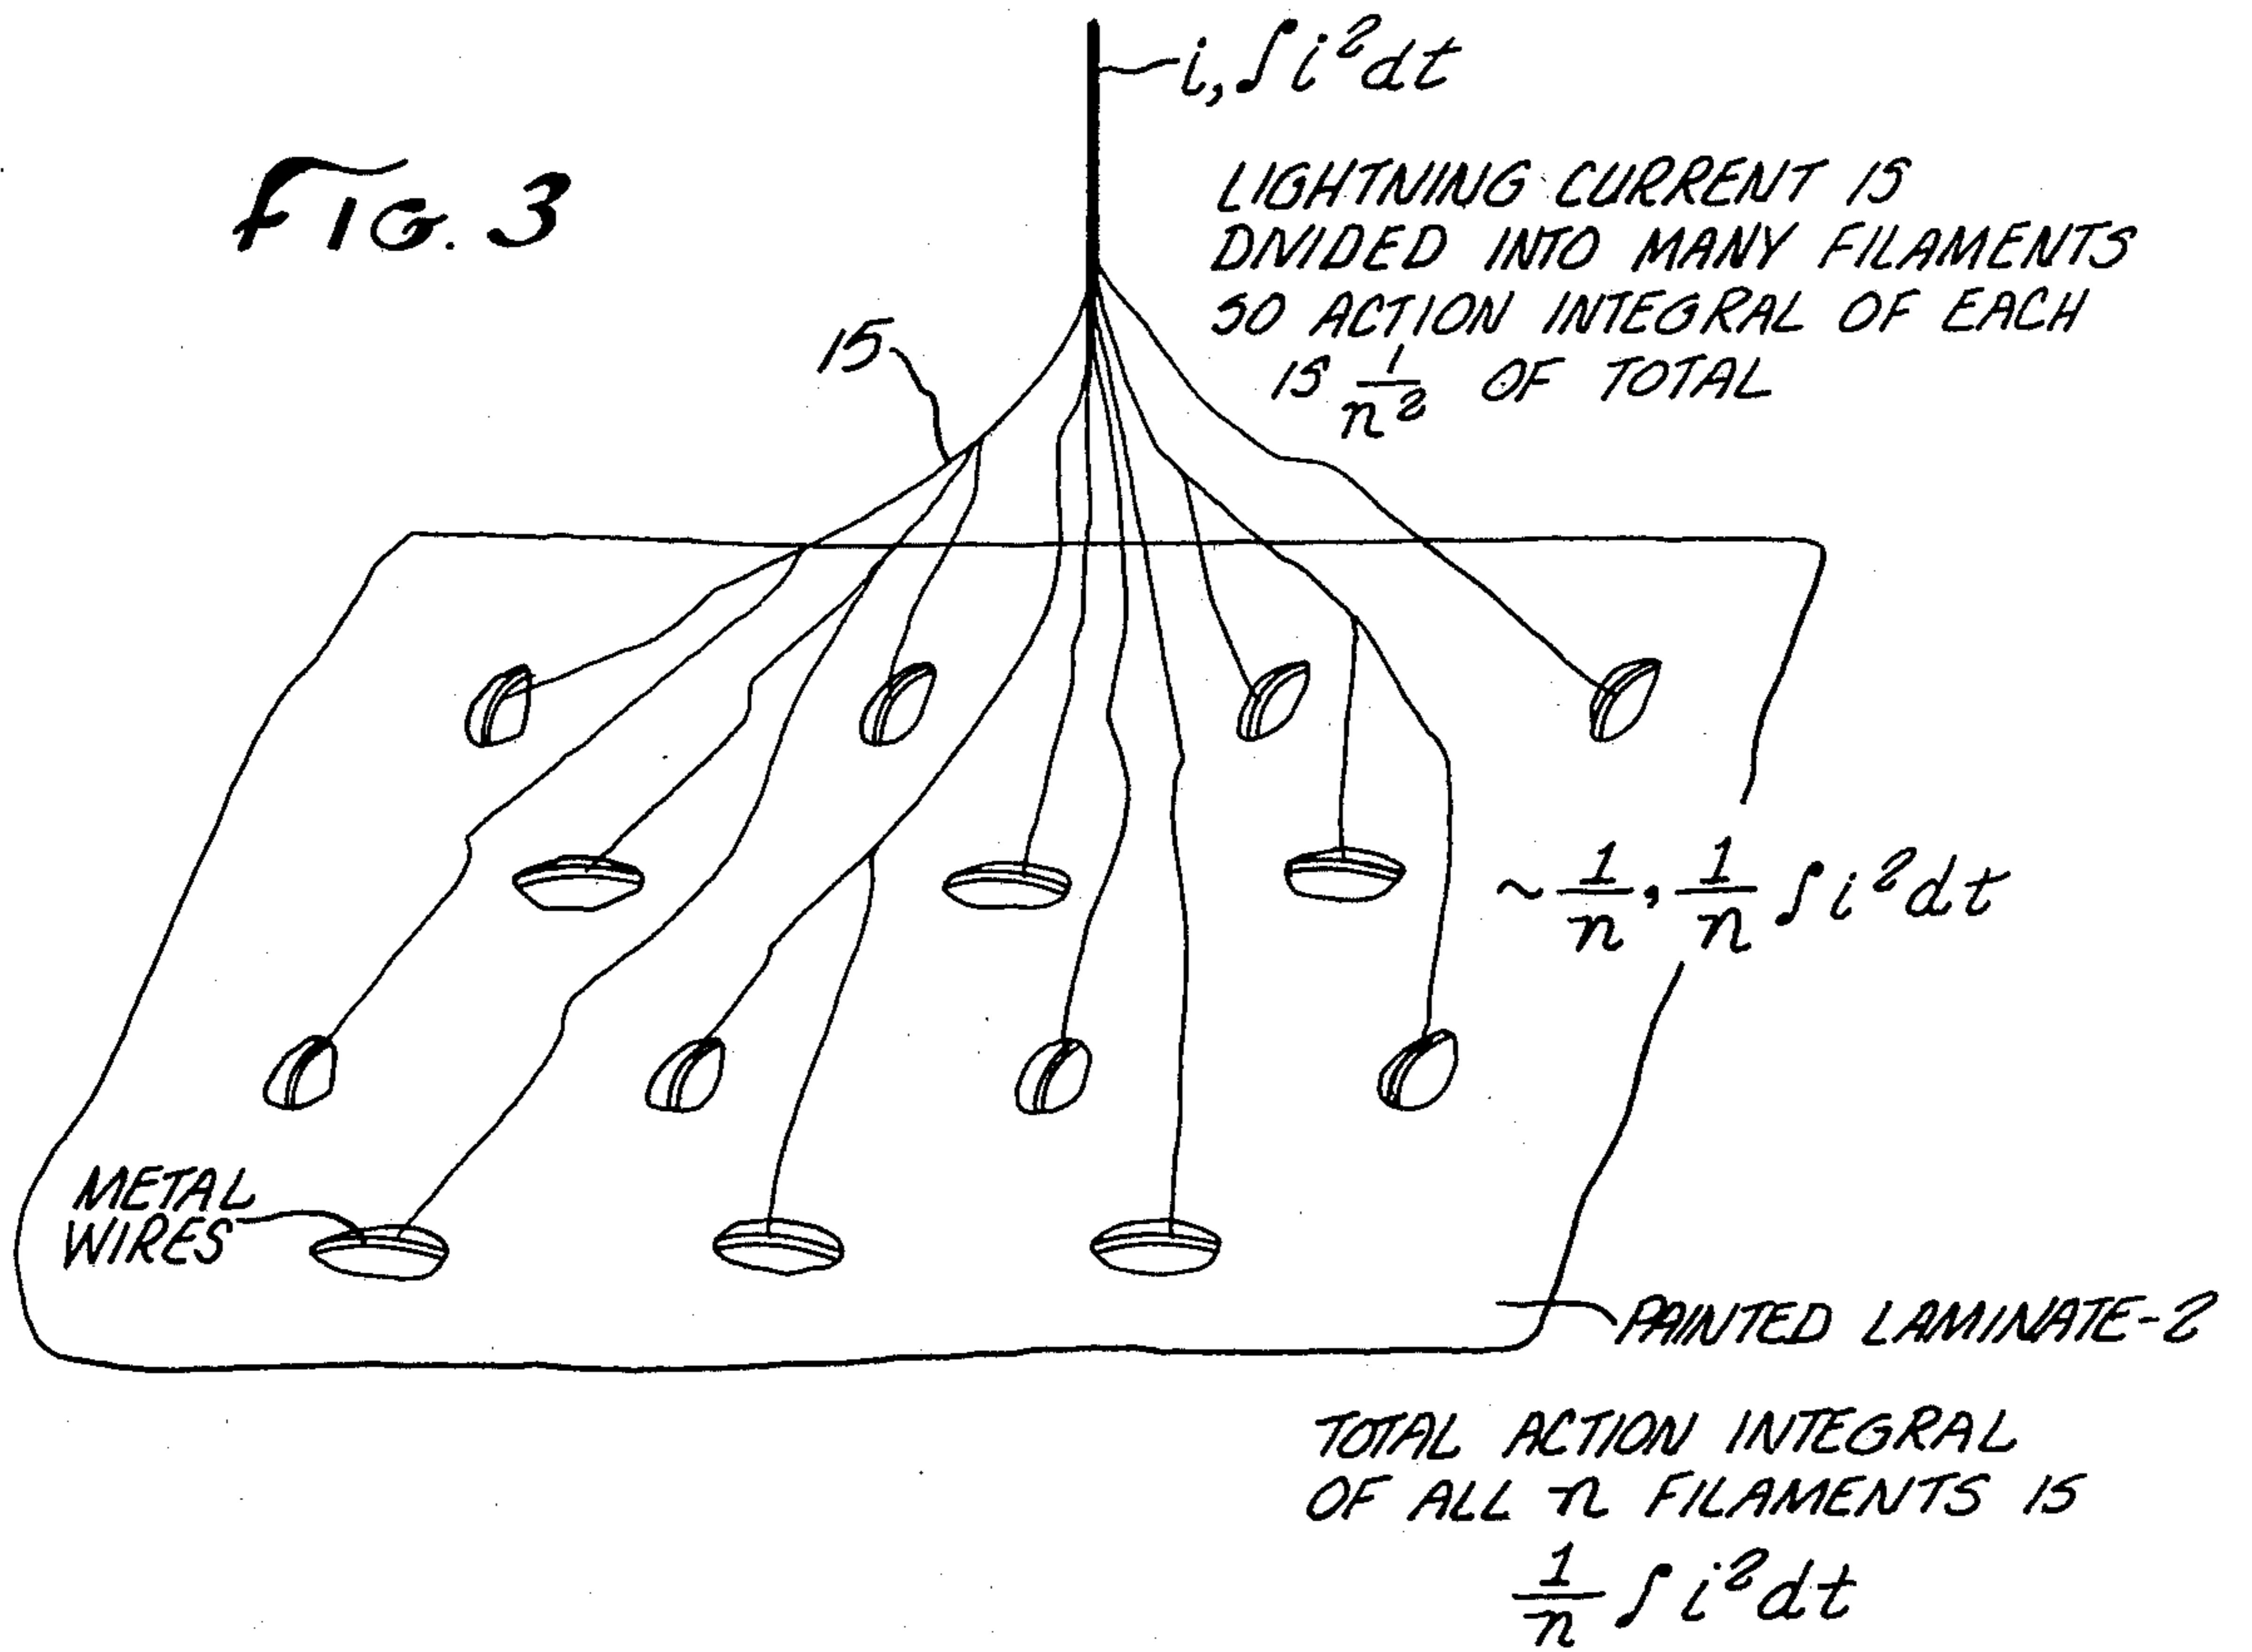 i, ∫i²dt
FIG. 3
LIGHTNING CURRENT IS
DIVIDED INTO MANY FILAMENTS
SO ACTION INTEGRAL OF EACH
IS 1/n² OF TOTAL
15
~ 1/n, 1/n ∫i²dt
METAL
WIRES
PAINTED LAMINATE-2
TOTAL ACTION INTEGRAL
OF ALL n FILAMENTS IS
1/n ∫i²dt